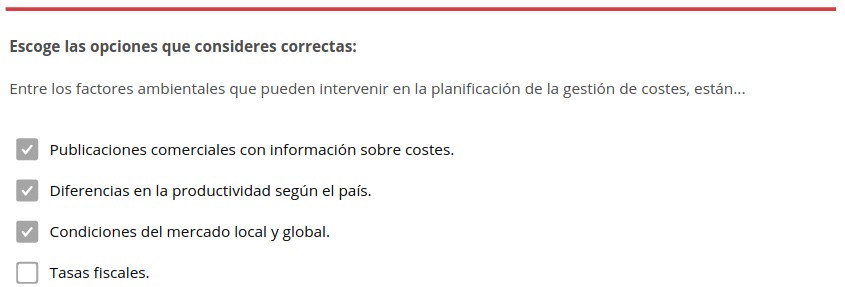 Escoge las opciones que consideres correctas:
Entre los factores ambientales que pueden intervenir en la planificación de la gestión de costes, están...
Publicaciones comerciales con información sobre costes.
Diferencias en la productividad según el país.
Condiciones del mercado local y global.
Tasas fiscales.